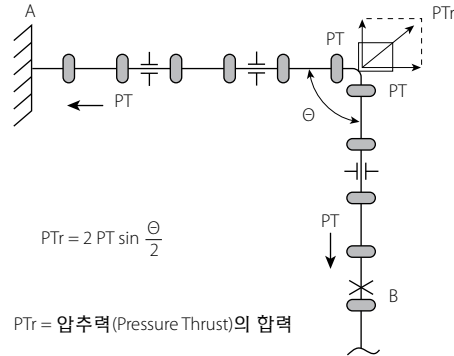 A
PTr
PT
PT
PT
Θ
PT
B
PTr = 2 PT sin Θ/2
PTr = 압추력(Pressure Thrust)의 합력